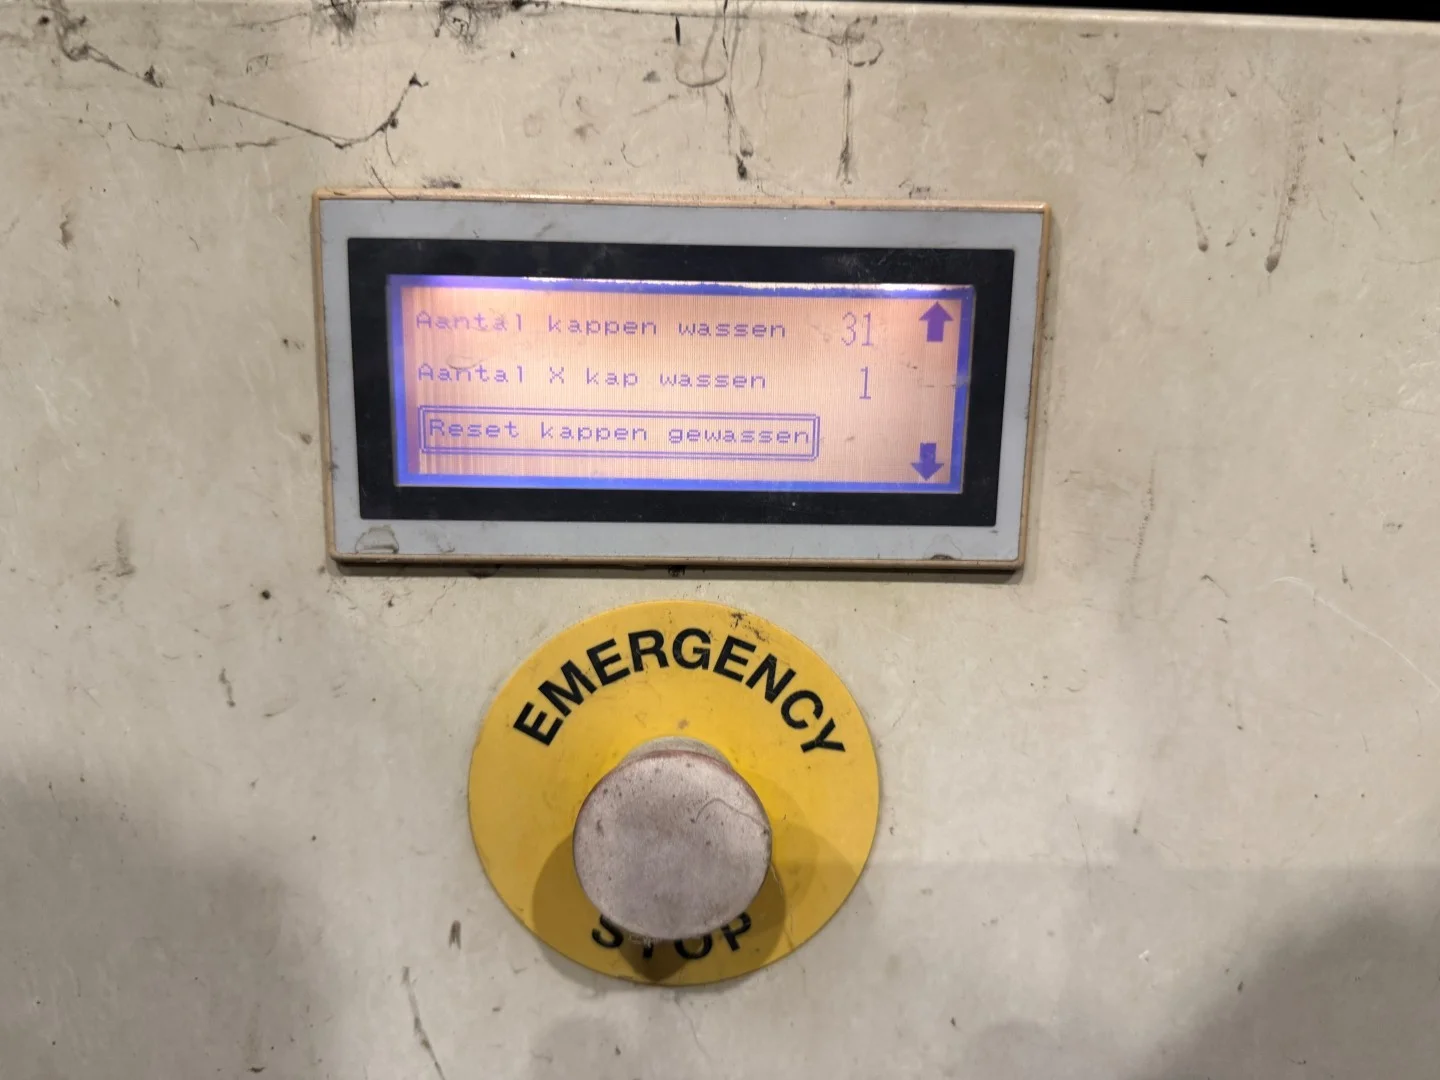 Aantal kappen wassen 31
Aantal X kap wassen 1
Reset kappen gewassen
EMERGENCY
STOP